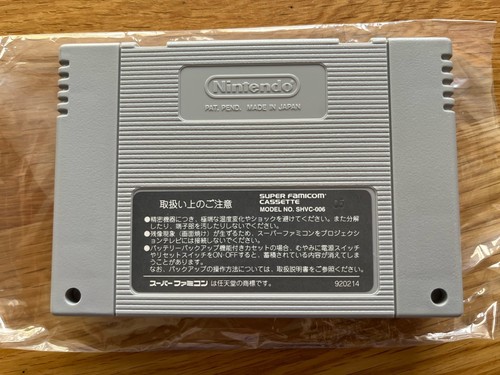 Nintendo
PAT. PEND. MADE IN JAPAN
取扱い上のご注意
SUPER FAMICOM
CASSETTE
MODEL NO. SHVC-006
●精密機器につき、極端な温度変化やショックを避けてください。また分解
したり、端子部を汚したりしないでください。
●残像現象(画面焼け)が生ずるため、スーパーファミコンをプロジェクシ
ョンテレビには接続しないでください。
●バッテリーバックアップ機能付きカセットの場合、むやみに電源スイッチ
やリセットスイッチをON・OFFすると、蓄積されている内容が消えてし
まうことがあります。
なお、バックアップの操作方法については、取扱説明書をご参照ください。
スーパーファミコン は任天堂の商標です。 920214